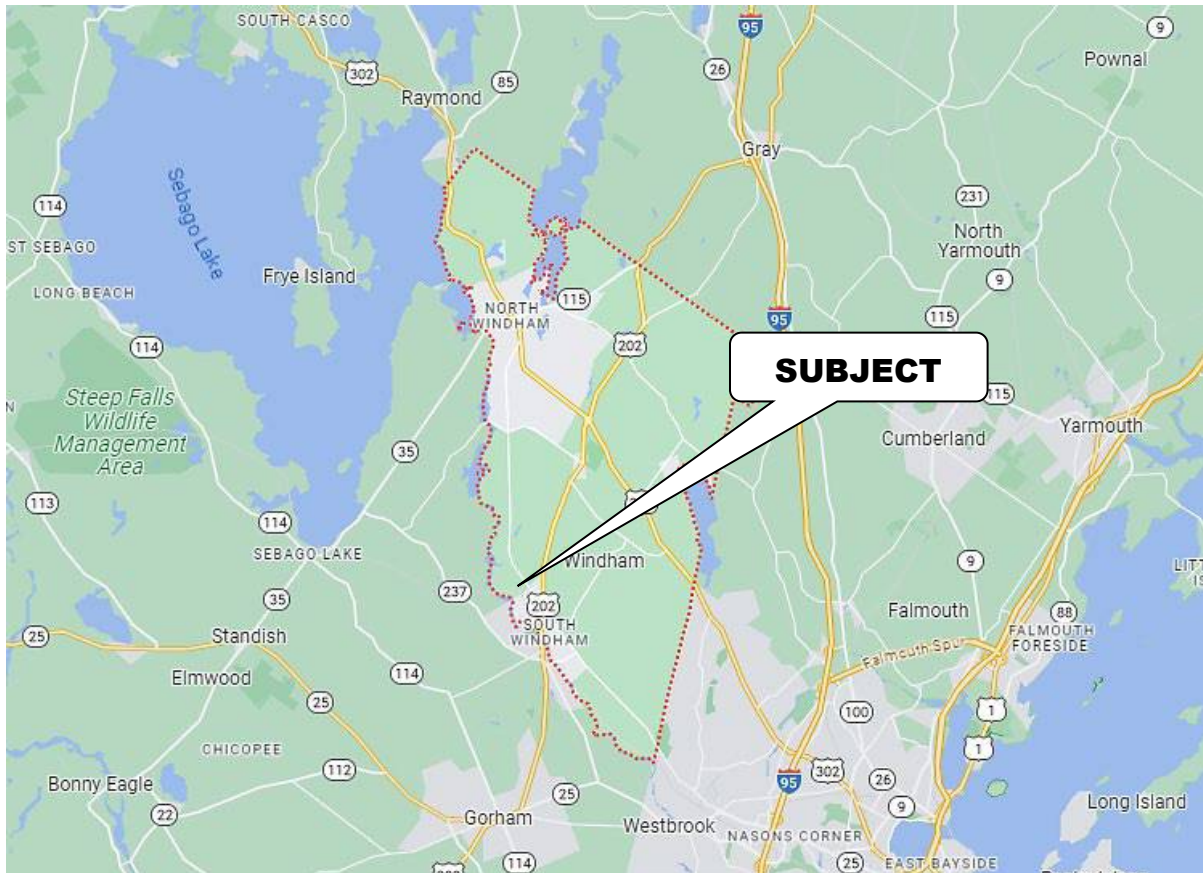 SOUTH CASCO
95
9
Pownal
26
302
85
Raymond
Gray
231
114
North
Yarmouth
Sebago Lake
Frye Island
9
LONG BEACH
115
NORTH
WINDHAM
115
95
114
202
SUBJECT
Steep Falls
Wildlife
Management
Area
115
Yarmouth
Cumberland
35
113
114
SEBAGO LAKE
Windham
9
237
35
202
SOUTH
WINDHAM
Falmouth
88
25
Standish
FALMOUTH
FORESIDE
Falmouth Spur
Elmwood
114
25
1
100
CHICOPEE
1
112
302
26
95
Bonny Eagle
25
9
Long Island
22
Gorham
Westbrook
NASONS CORNER
114
25
EAST BAYSIDE